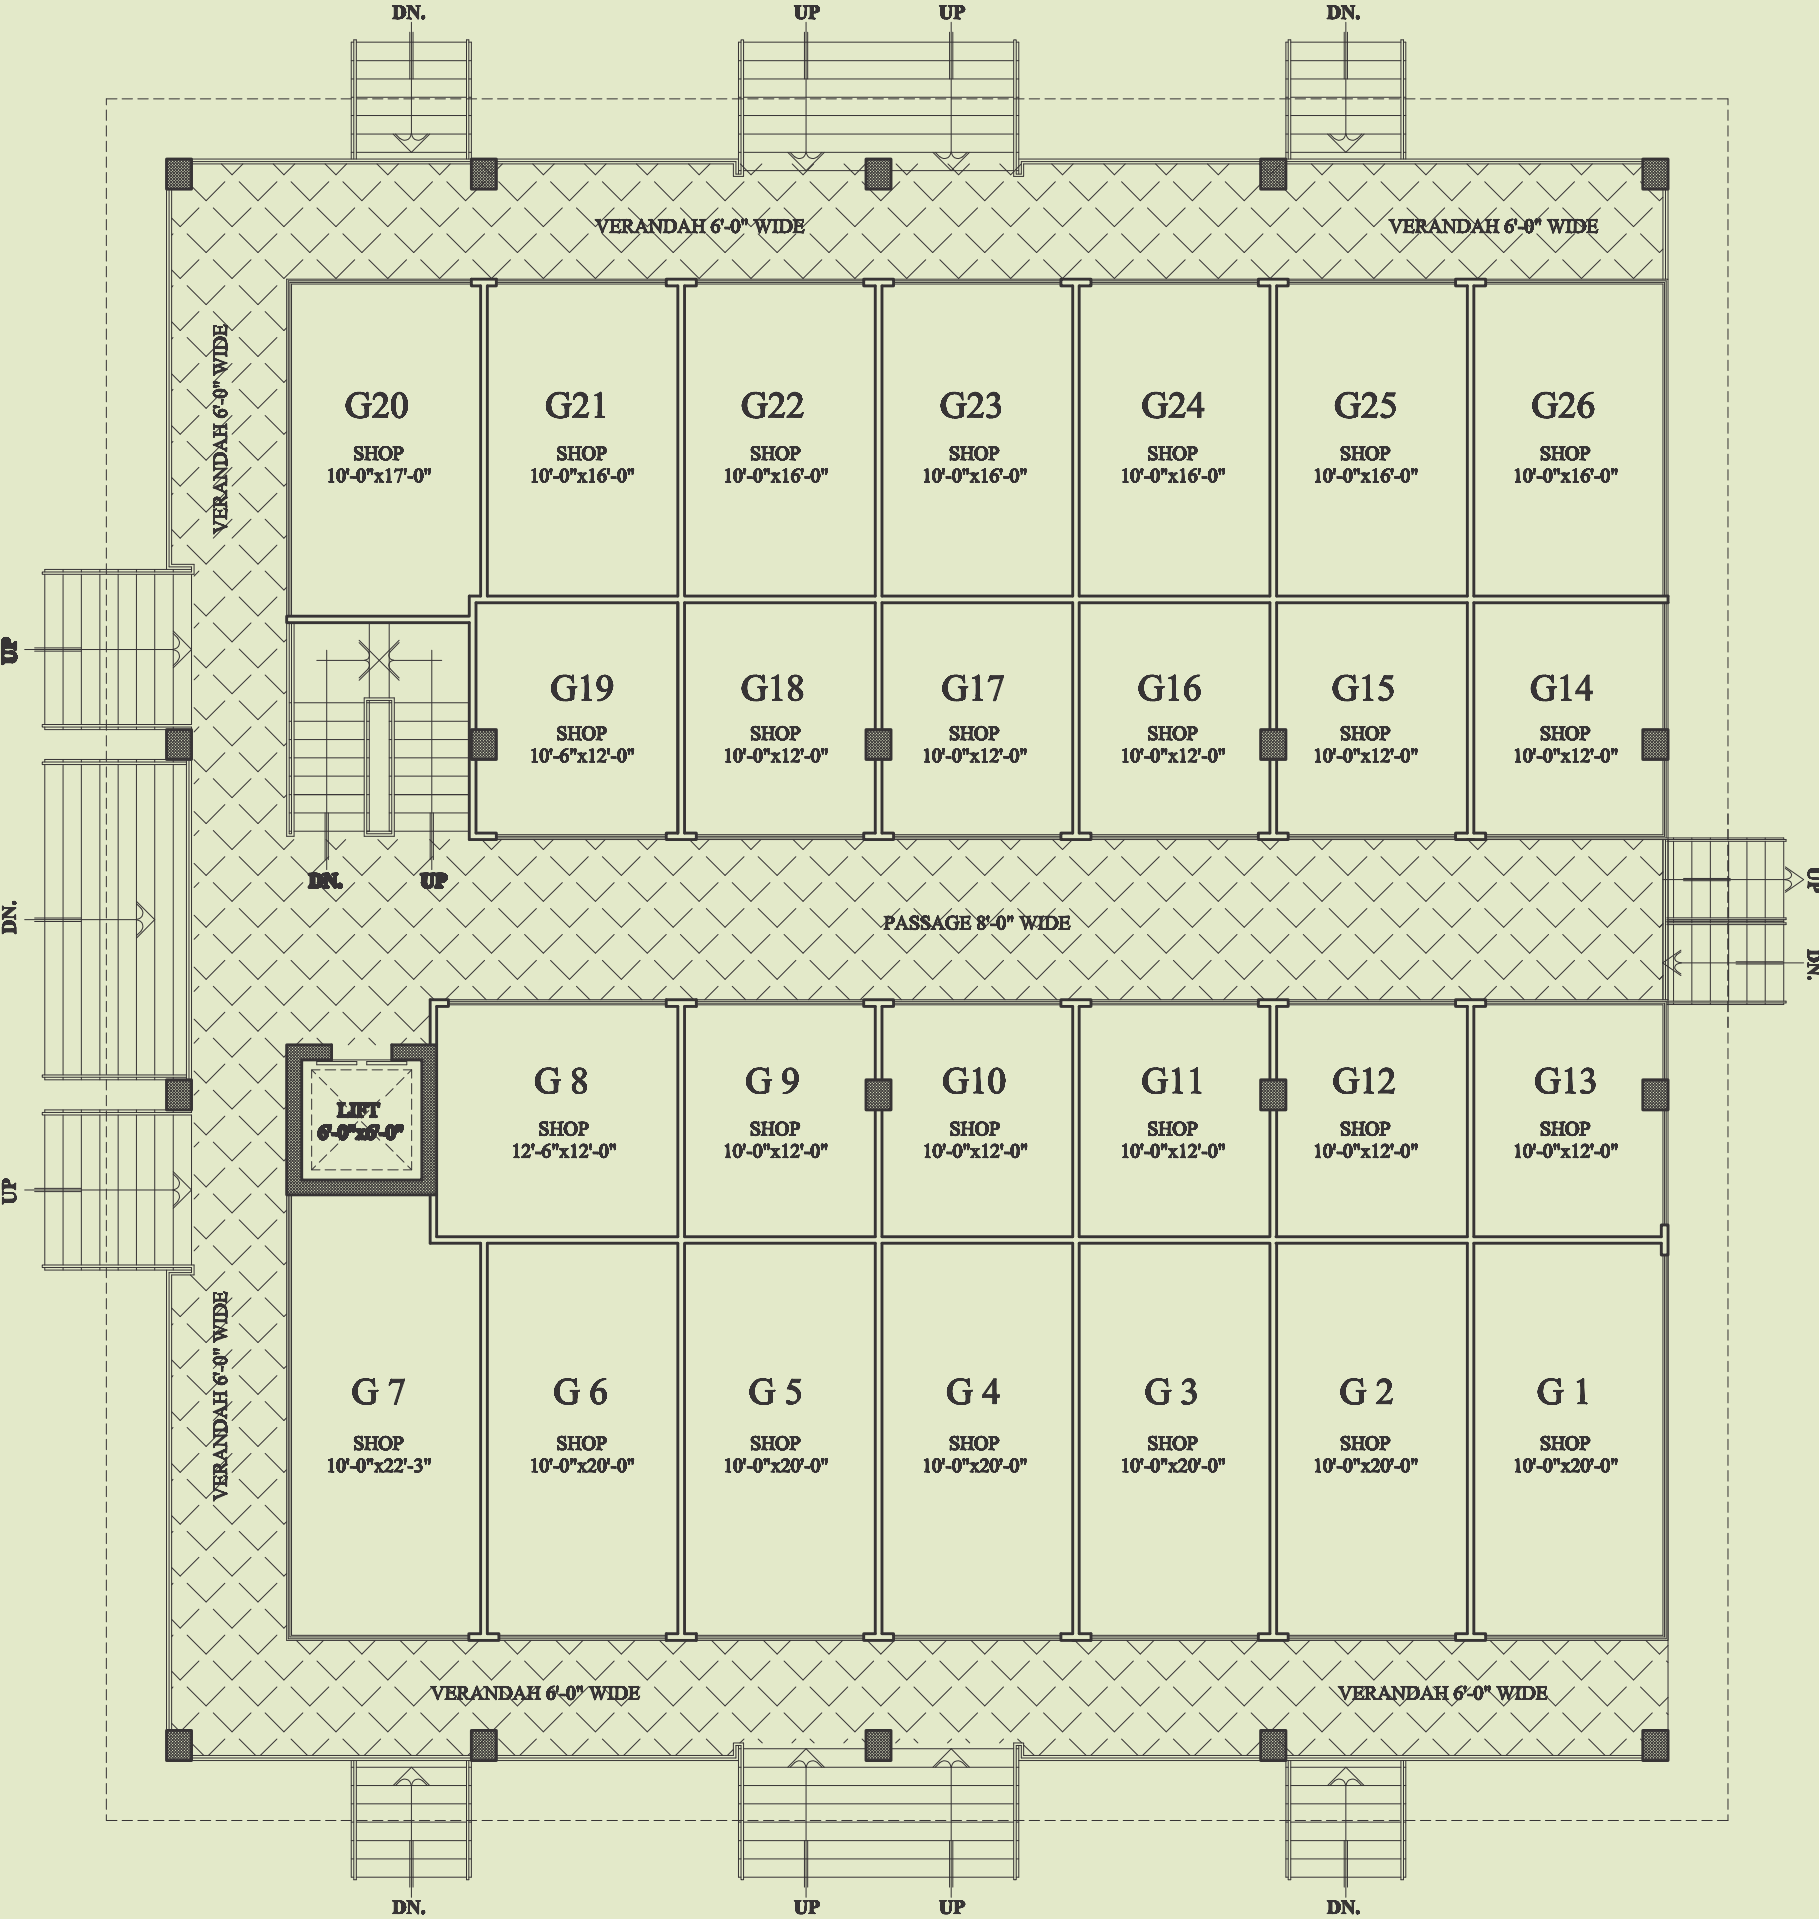 DN.
UP
UP
DN.
VERANDAH 6'-0" WIDE
VERANDAH 6'-0" WIDE
VERANDAH 6'-0" WIDE
G20
SHOP
10'-0"x17'-0"
G21
SHOP
10'-0"x16'-0"
G22
SHOP
10'-0"x16'-0"
G23
SHOP
10'-0"x16'-0"
G24
SHOP
10'-0"x16'-0"
G25
SHOP
10'-0"x16'-0"
G26
SHOP
10'-0"x16'-0"
UP
G19
SHOP
10'-6"x12'-0"
G18
SHOP
10'-0"x12'-0"
G17
SHOP
10'-0"x12'-0"
G16
SHOP
10'-0"x12'-0"
G15
SHOP
10'-0"x12'-0"
G14
SHOP
10'-0"x12'-0"
DN.
UP
UP
DN.
PASSAGE 8'-0" WIDE
DN.
LIFT
6'-0"x6'-0"
G 8
SHOP
12'-6"x12'-0"
G 9
SHOP
10'-0"x12'-0"
G10
SHOP
10'-0"x12'-0"
G11
SHOP
10'-0"x12'-0"
G12
SHOP
10'-0"x12'-0"
G13
SHOP
10'-0"x12'-0"
UP
VERANDAH 6'-0" WIDE
G 7
SHOP
10'-0"x22'-3"
G 6
SHOP
10'-0"x20'-0"
G 5
SHOP
10'-0"x20'-0"
G 4
SHOP
10'-0"x20'-0"
G 3
SHOP
10'-0"x20'-0"
G 2
SHOP
10'-0"x20'-0"
G 1
SHOP
10'-0"x20'-0"
VERANDAH 6'-0" WIDE
VERANDAH 6'-0" WIDE
DN.
UP
UP
DN.